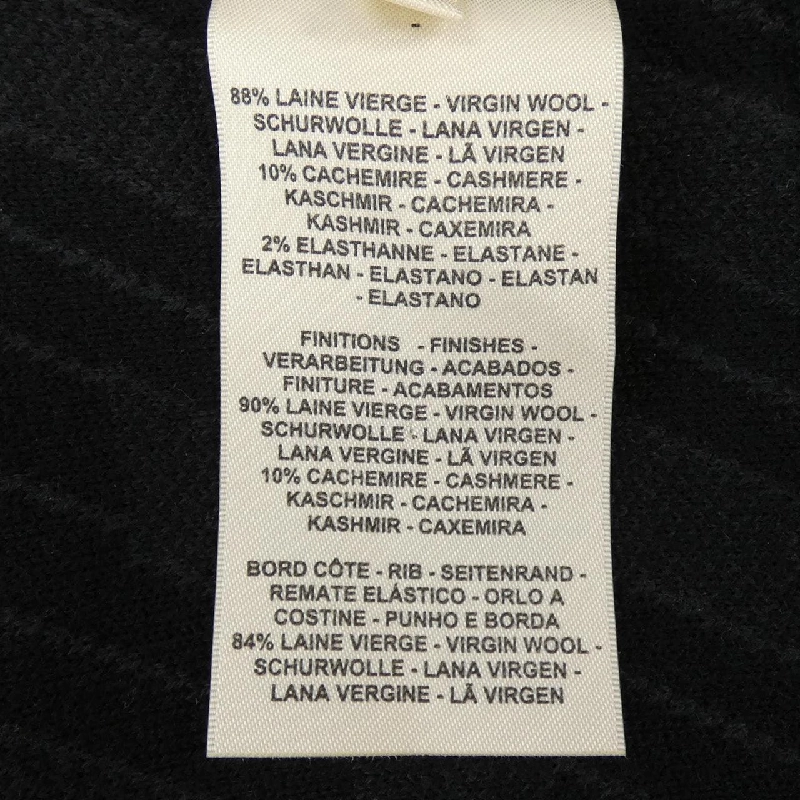 88% LAINE VIERGE - VIRGIN WOOL -
SCHURWOLLE - LANA VIRGEN -
LANA VERGINE - LÃ VIRGEN
10% CACHEMIRE - CASHMERE -
KASCHMIR - CACHEMIRA -
KASHMIR - CAXEMIRA
2% ELASTHANNE - ELASTANE -
ELASTHAN - ELASTANO - ELASTAN
- ELASTANO
FINITIONS - FINISHES -
VERARBEITUNG - ACABADOS -
FINITURE - ACABAMENTOS
90% LAINE VIERGE - VIRGIN WOOL -
SCHURWOLLE - LANA VIRGEN -
LANA VERGINE - LÃ VIRGEN
10% CACHEMIRE - CASHMERE -
KASCHMIR - CACHEMIRA -
KASHMIR - CAXEMIRA
BORD CÔTE - RIB - SEITENRAND -
REMATE ELÁSTICO - ORLO A
COSTINE - PUNHO E BORDA
84% LAINE VIERGE - VIRGIN WOOL -
SCHURWOLLE - LANA VIRGEN -
LANA VERGINE - LÃ VIRGEN